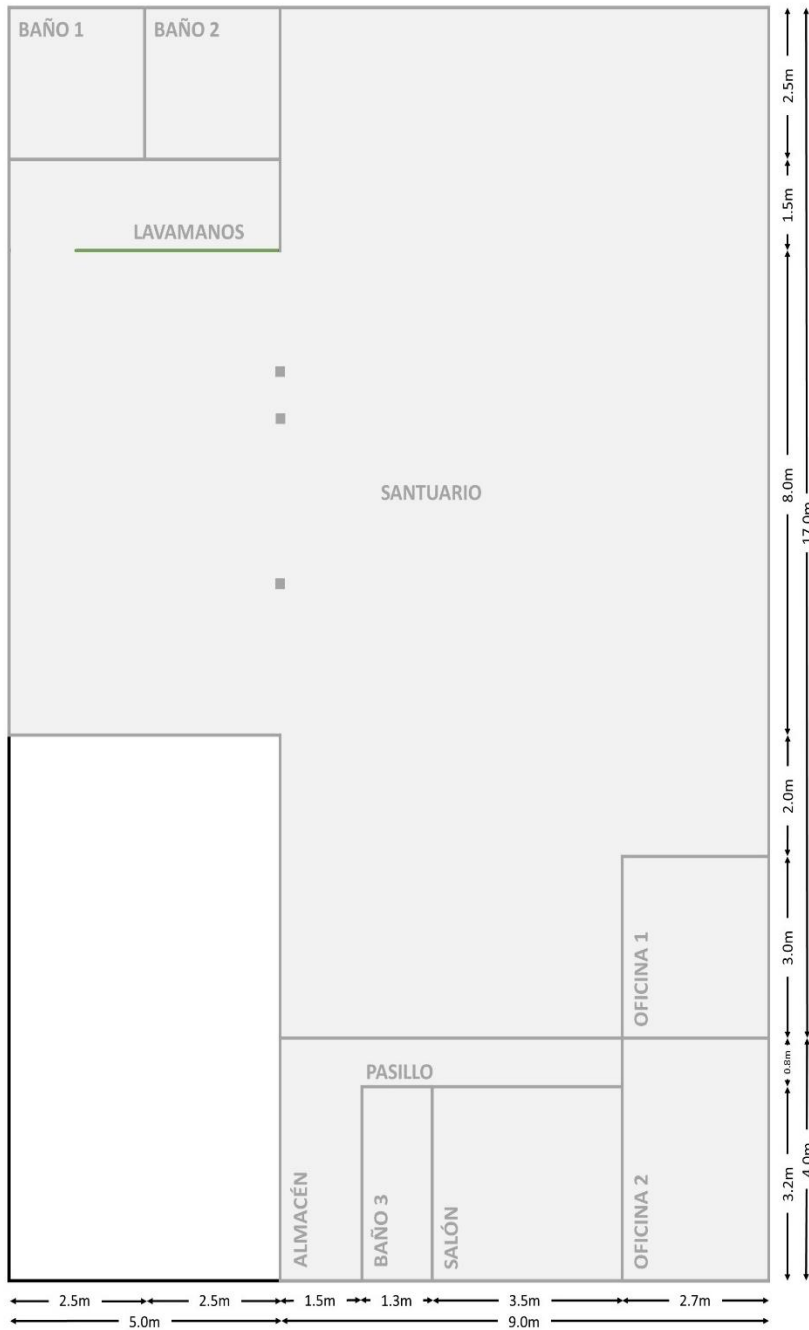 BAÑO 1
BAÑO 2
2.5m
1.5m
LAVAMANOS
8.0m
17.0m
SANTUARIO
2.0m
3.0m
OFICINA 1
0.8m
PASILLO
4.0m
3.2m
ALMACÉN
BAÑO 3
SALÓN
OFICINA 2
2.5m
2.5m
1.5m
1.3m
3.5m
2.7m
5.0m
9.0m